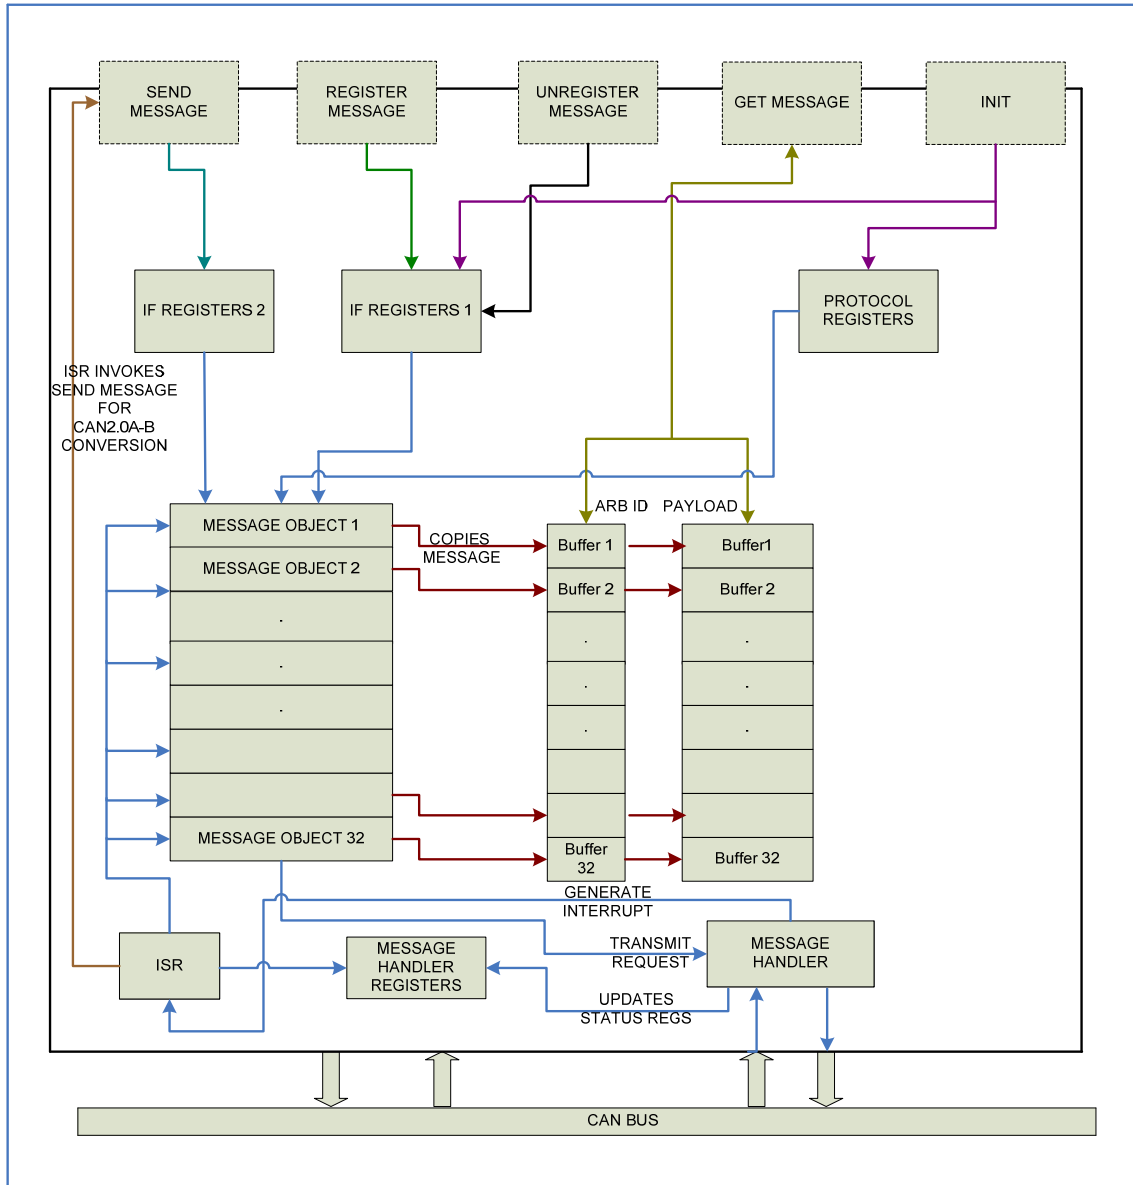 SEND
MESSAGE
REGISTER
MESSAGE
UNREGISTER
MESSAGE
GET MESSAGE
INIT
IF REGISTERS 2
IF REGISTERS 1
PROTOCOL
REGISTERS
ISR INVOKES
SEND MESSAGE
FOR
CAN2.0A-B
CONVERSION
ARB ID
PAYLOAD
MESSAGE OBJECT 1
COPIES
MESSAGE
Buffer 1
Buffer1
MESSAGE OBJECT 2
Buffer 2
Buffer 2
.
.
.
.
.
.
.
.
.
MESSAGE OBJECT 32
Buffer
32
Buffer 32
GENERATE
INTERRUPT
ISR
MESSAGE
HANDLER
REGISTERS
TRANSMIT
REQUEST
MESSAGE
HANDLER
UPDATES
STATUS REGS
CAN BUS